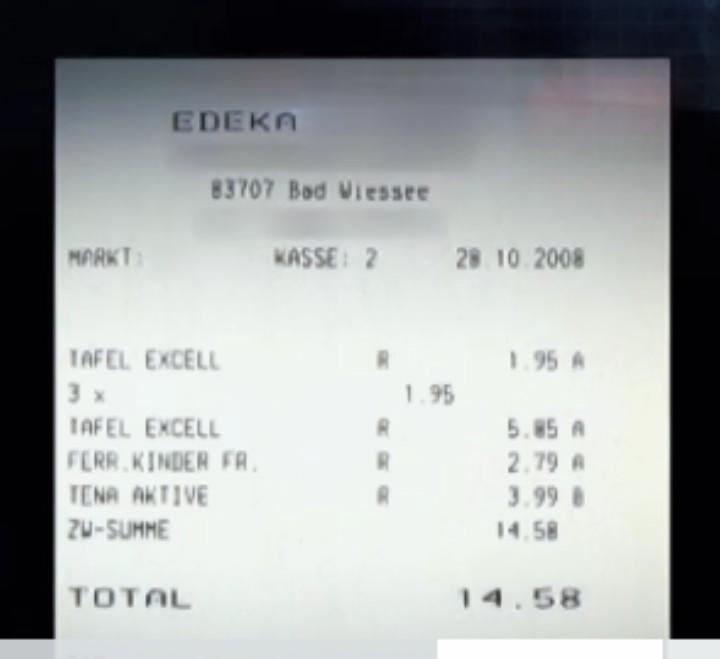 EDEKA
83707 Bad Wiessee
MARKT: KASSE: 2 28.10.2008
TAFEL EXCELL R 1.95 A
3 x 1.95
TAFEL EXCELL R 5.85 A
FERR.KINDER FR. R 2.79 A
TENA AKTIVE R 3.99 B
ZW-SUMME 14.58
TOTAL 14.58